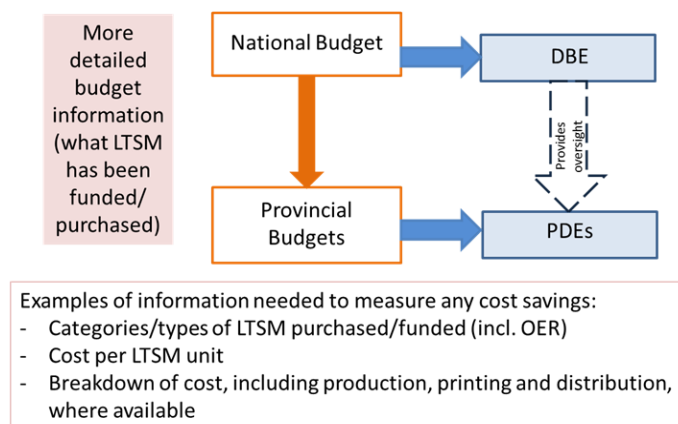 More
detailed
budget
information
(what LTSM
has been
funded/
purchased)
National Budget
DBE
Provides
oversight
Provincial
Budgets
PDEs
Examples of information needed to measure any cost savings:
- Categories/types of LTSM purchased/funded (incl. OER)
- Cost per LTSM unit
- Breakdown of cost, including production, printing and distribution,
where available